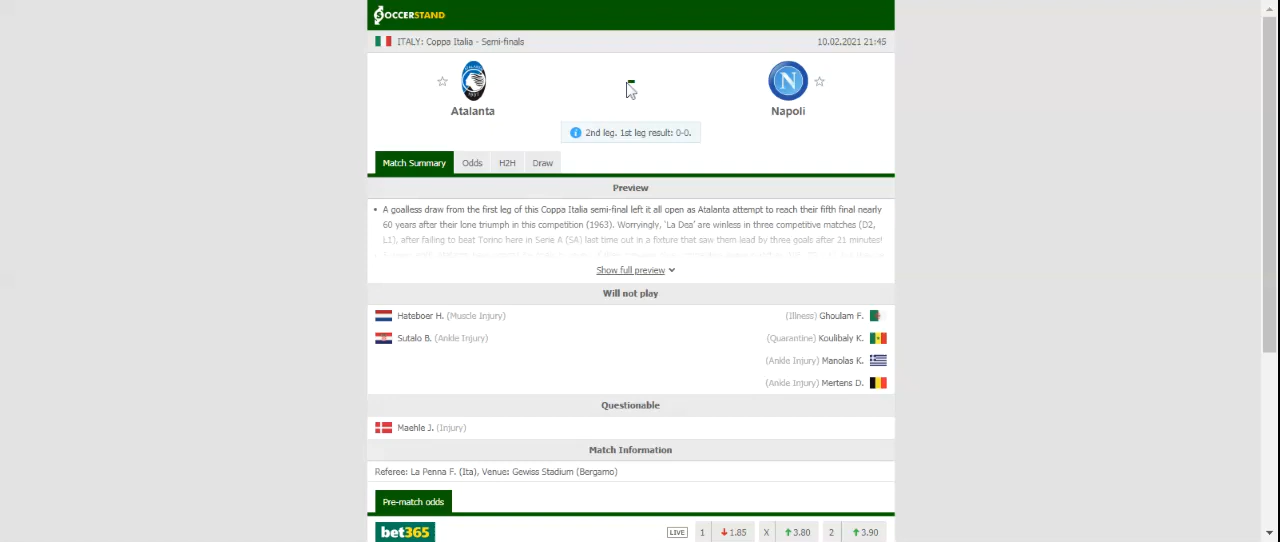 SOCCERSTAND
ITALY: Coppa Italia - Semi-finals 10.02.2021 21:45
Atalanta - Napoli
2nd leg. 1st leg result: 0-0.
Match Summary Odds H2H Draw
Preview
• A goalless draw from the first leg of this Coppa Italia semi-final left it all open as Atalanta attempt to reach their fifth final nearly
60 years after their lone triumph in this competition (1963). Worryingly, 'La Dea' are winless in three competitive matches (D2,
L1), after failing to beat Torino here in Serie A (SA) last time out in a fixture that saw them lead by three goals after 21 minutes!
Show full preview
Will not play
Hateboer H. (Muscle Injury) (Illness) Ghoulam F.
Sutalo B. (Ankle Injury) (Quarantine) Koulibaly K.
(Ankle Injury) Manolas K.
(Ankle Injury) Mertens D.
Questionable
Maehle J. (Injury)
Match Information
Referee: La Penna F. (Ita), Venue: Gewiss Stadium (Bergamo)
Pre-match odds
bet365 LIVE 1 1.85 X 3.80 2 3.90